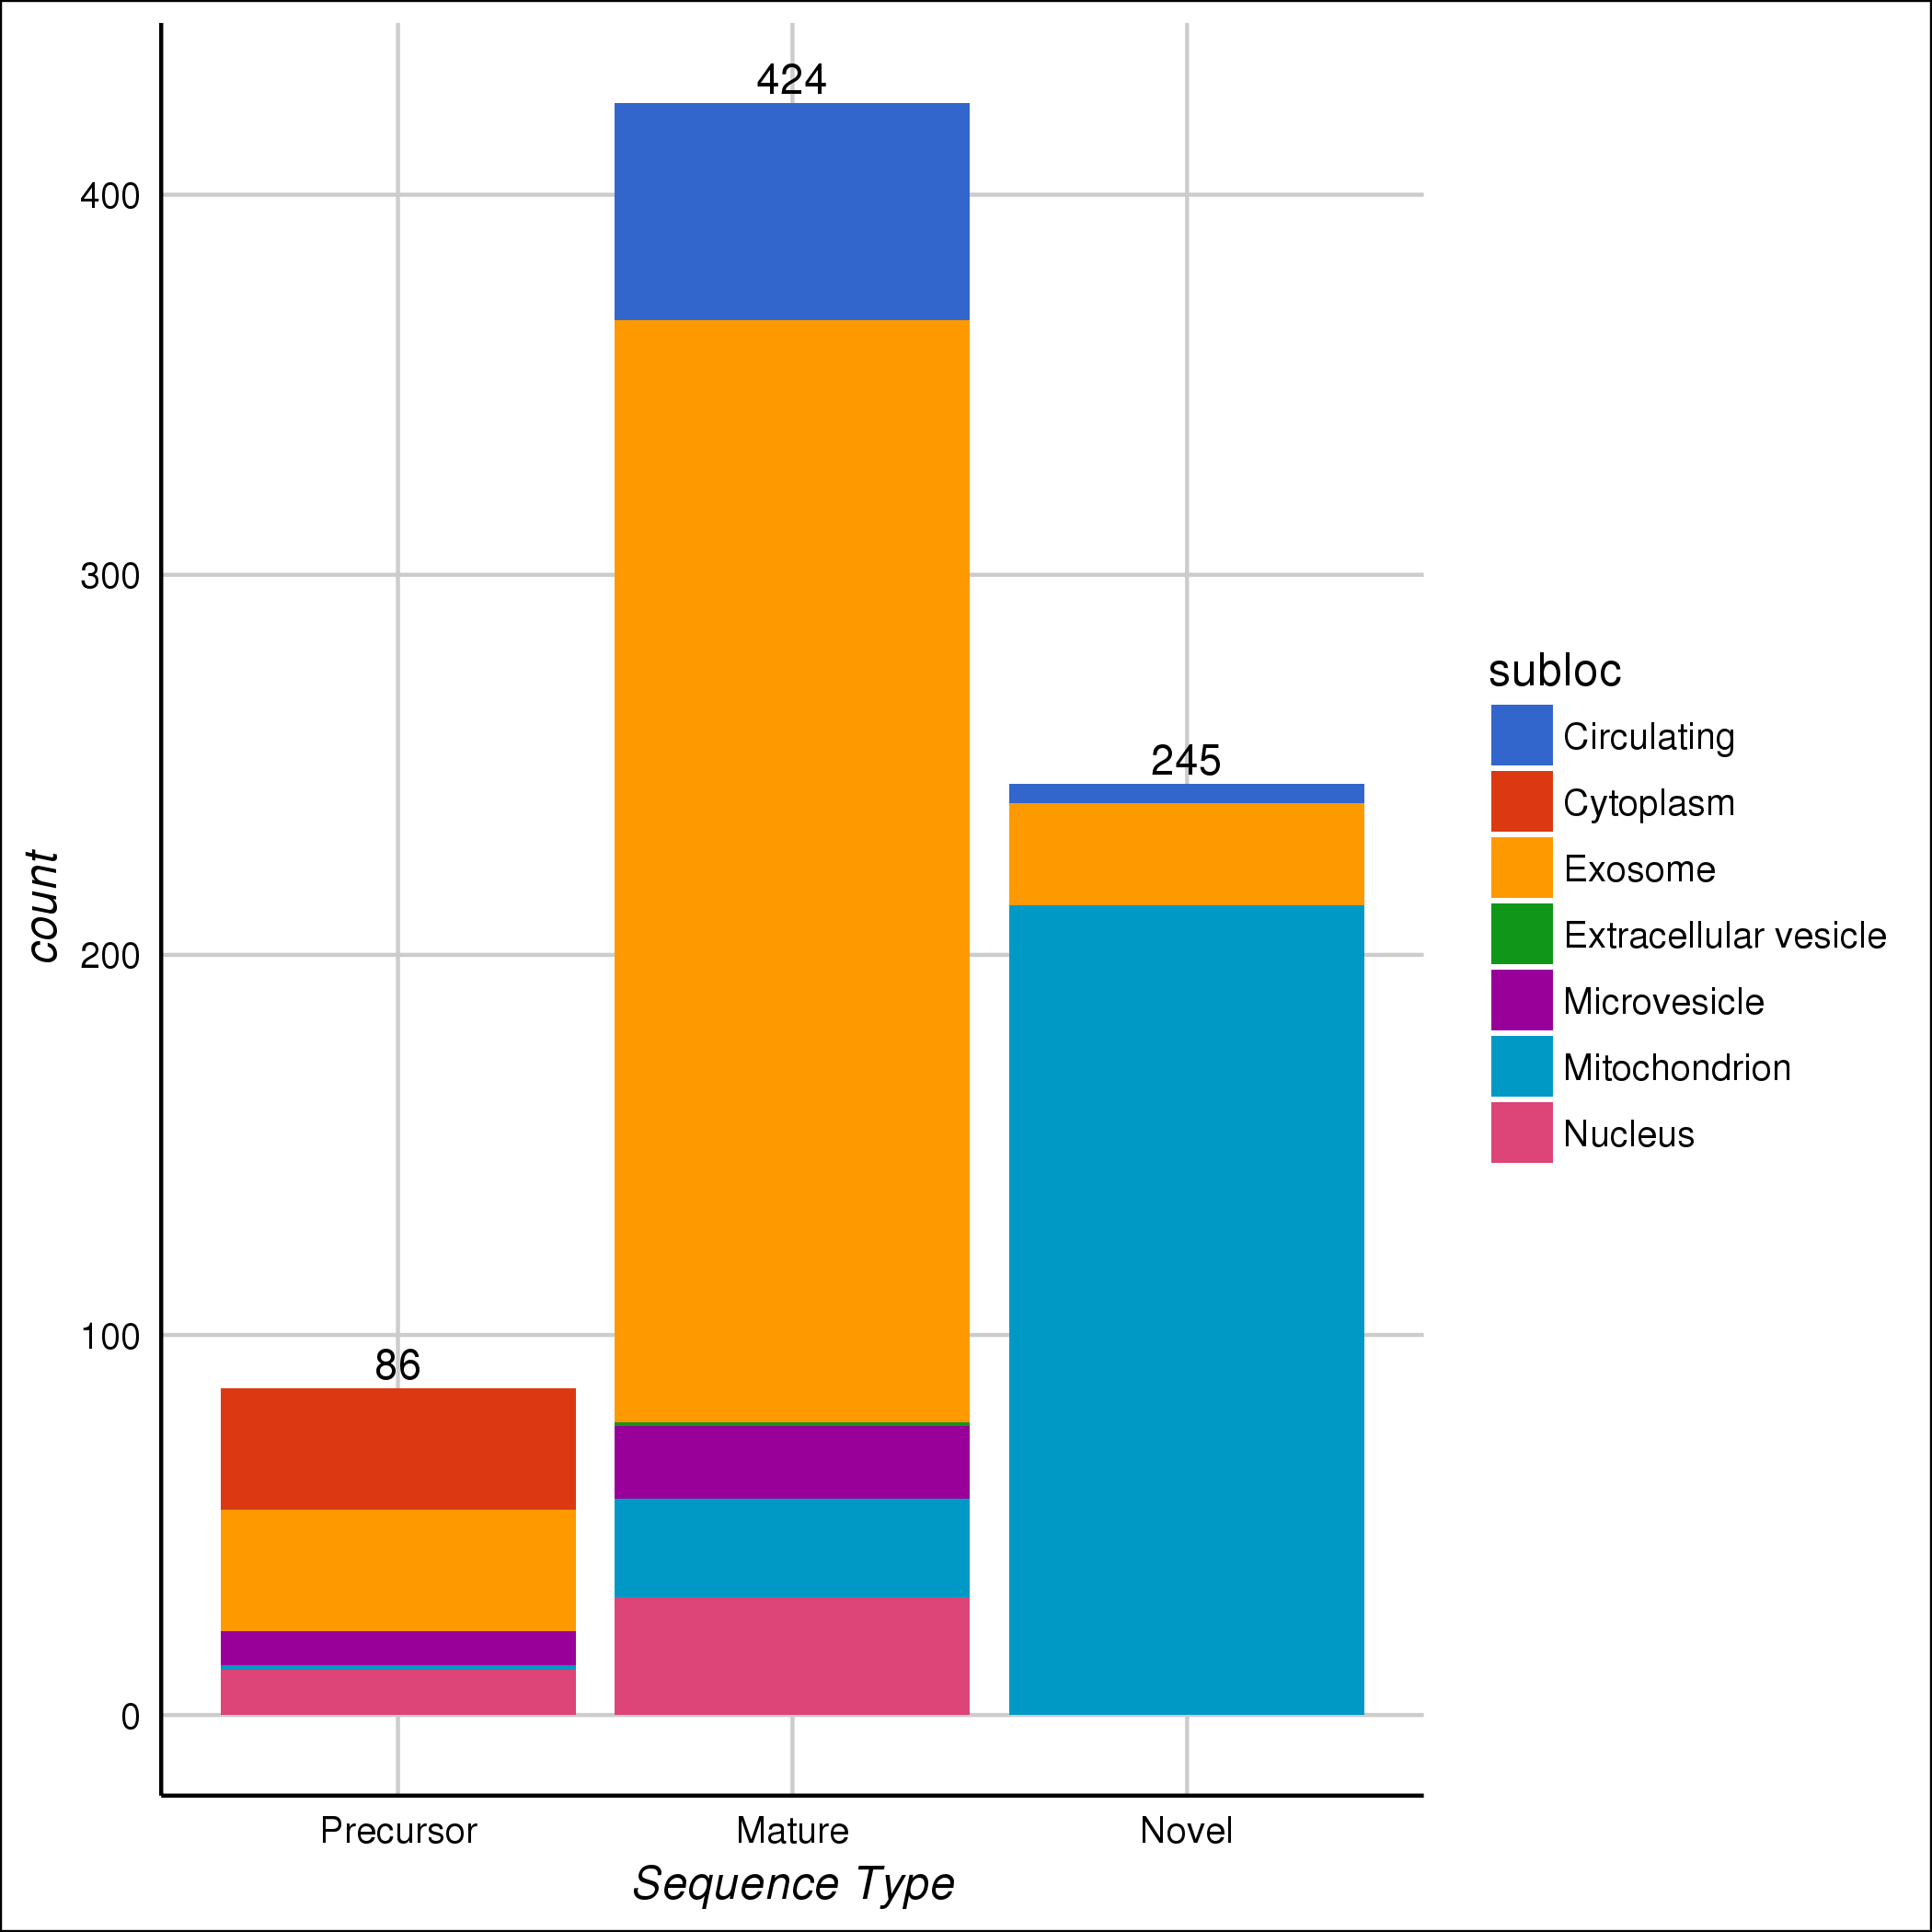 424
400
300
245
200
100
86
0
count
Precursor
Mature
Novel
Sequence Type
subloc
Circulating
Cytoplasm
Exosome
Extracellular vesicle
Microvesicle
Mitochondrion
Nucleus